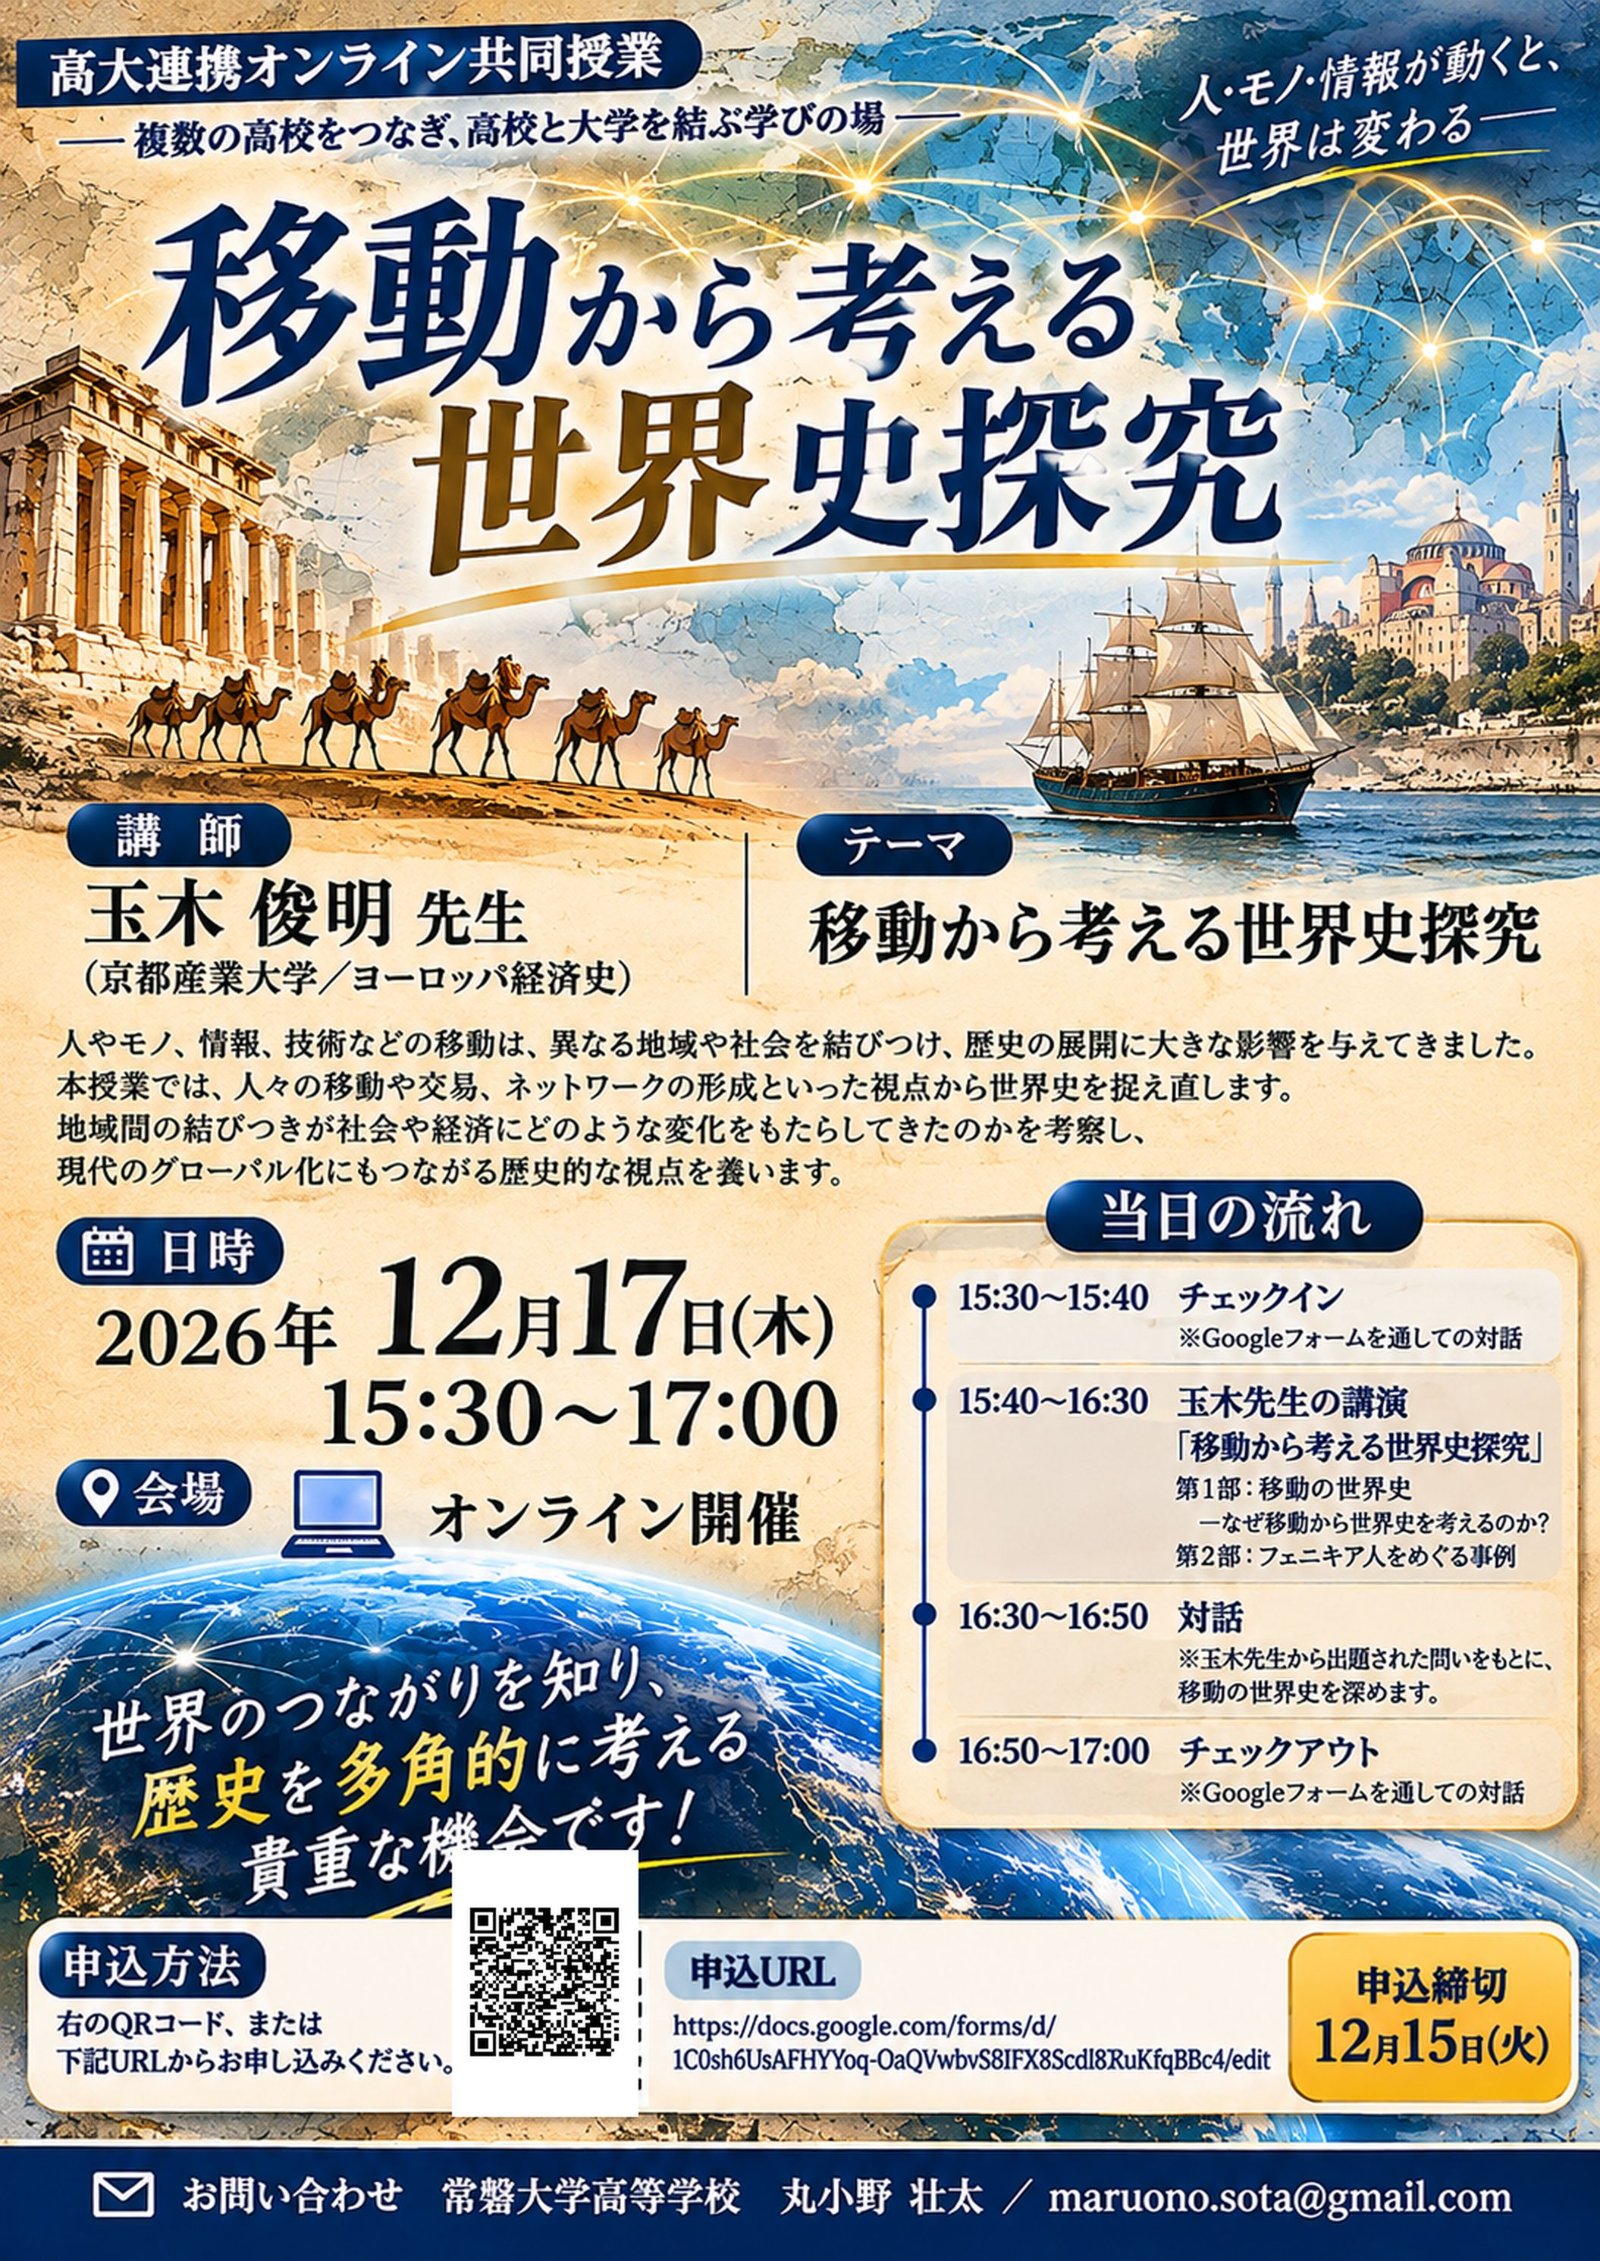 高大連携オンライン共同授業
― 複数の高校をつなぎ、高校と大学を結ぶ学びの場 ―
人・モノ・情報が動くと、
世界は変わる―
移動から考える
世界史探究
講 師
玉木 俊明 先生
(京都産業大学/ヨーロッパ経済史)
テーマ
移動から考える世界史探究
人やモノ、情報、技術などの移動は、異なる地域や社会を結びつけ、歴史の展開に大きな影響を与えてきました。
本授業では、人々の移動や交易、ネットワークの形成といった視点から世界史を捉え直します。
地域間の結びつきが社会や経済にどのような変化をもたらしてきたのかを考察し、
現代のグローバル化にもつながる歴史的な視点を養います。
日時
2026年 12月17日(木)
15:30~17:00
会場
オンライン開催
当日の流れ
15:30~15:40 チェックイン
※Googleフォームを通しての対話
15:40~16:30 玉木先生の講演
「移動から考える世界史探究」
第1部:移動の世界史
―なぜ移動から世界史を考えるのか?
第2部:フェニキア人をめぐる事例
16:30~16:50 対話
※玉木先生から出題された問いをもとに、
移動の世界史を深めます。
16:50~17:00 チェックアウト
※Googleフォームを通しての対話
世界のつながりを知り、
歴史を多角的に考える
貴重な機会です!
申込方法
右のQRコード、または
下記URLからお申し込みください。
申込URL
https://docs.google.com/forms/d/
1C0sh6UsAFHYYoq-OaQVwbvS8IFX8Scdl8RuKfqBBc4/edit
申込締切
12月15日(火)
お問い合わせ 常磐大学高等学校 丸小野 壮太 / maruono.sota@gmail.com